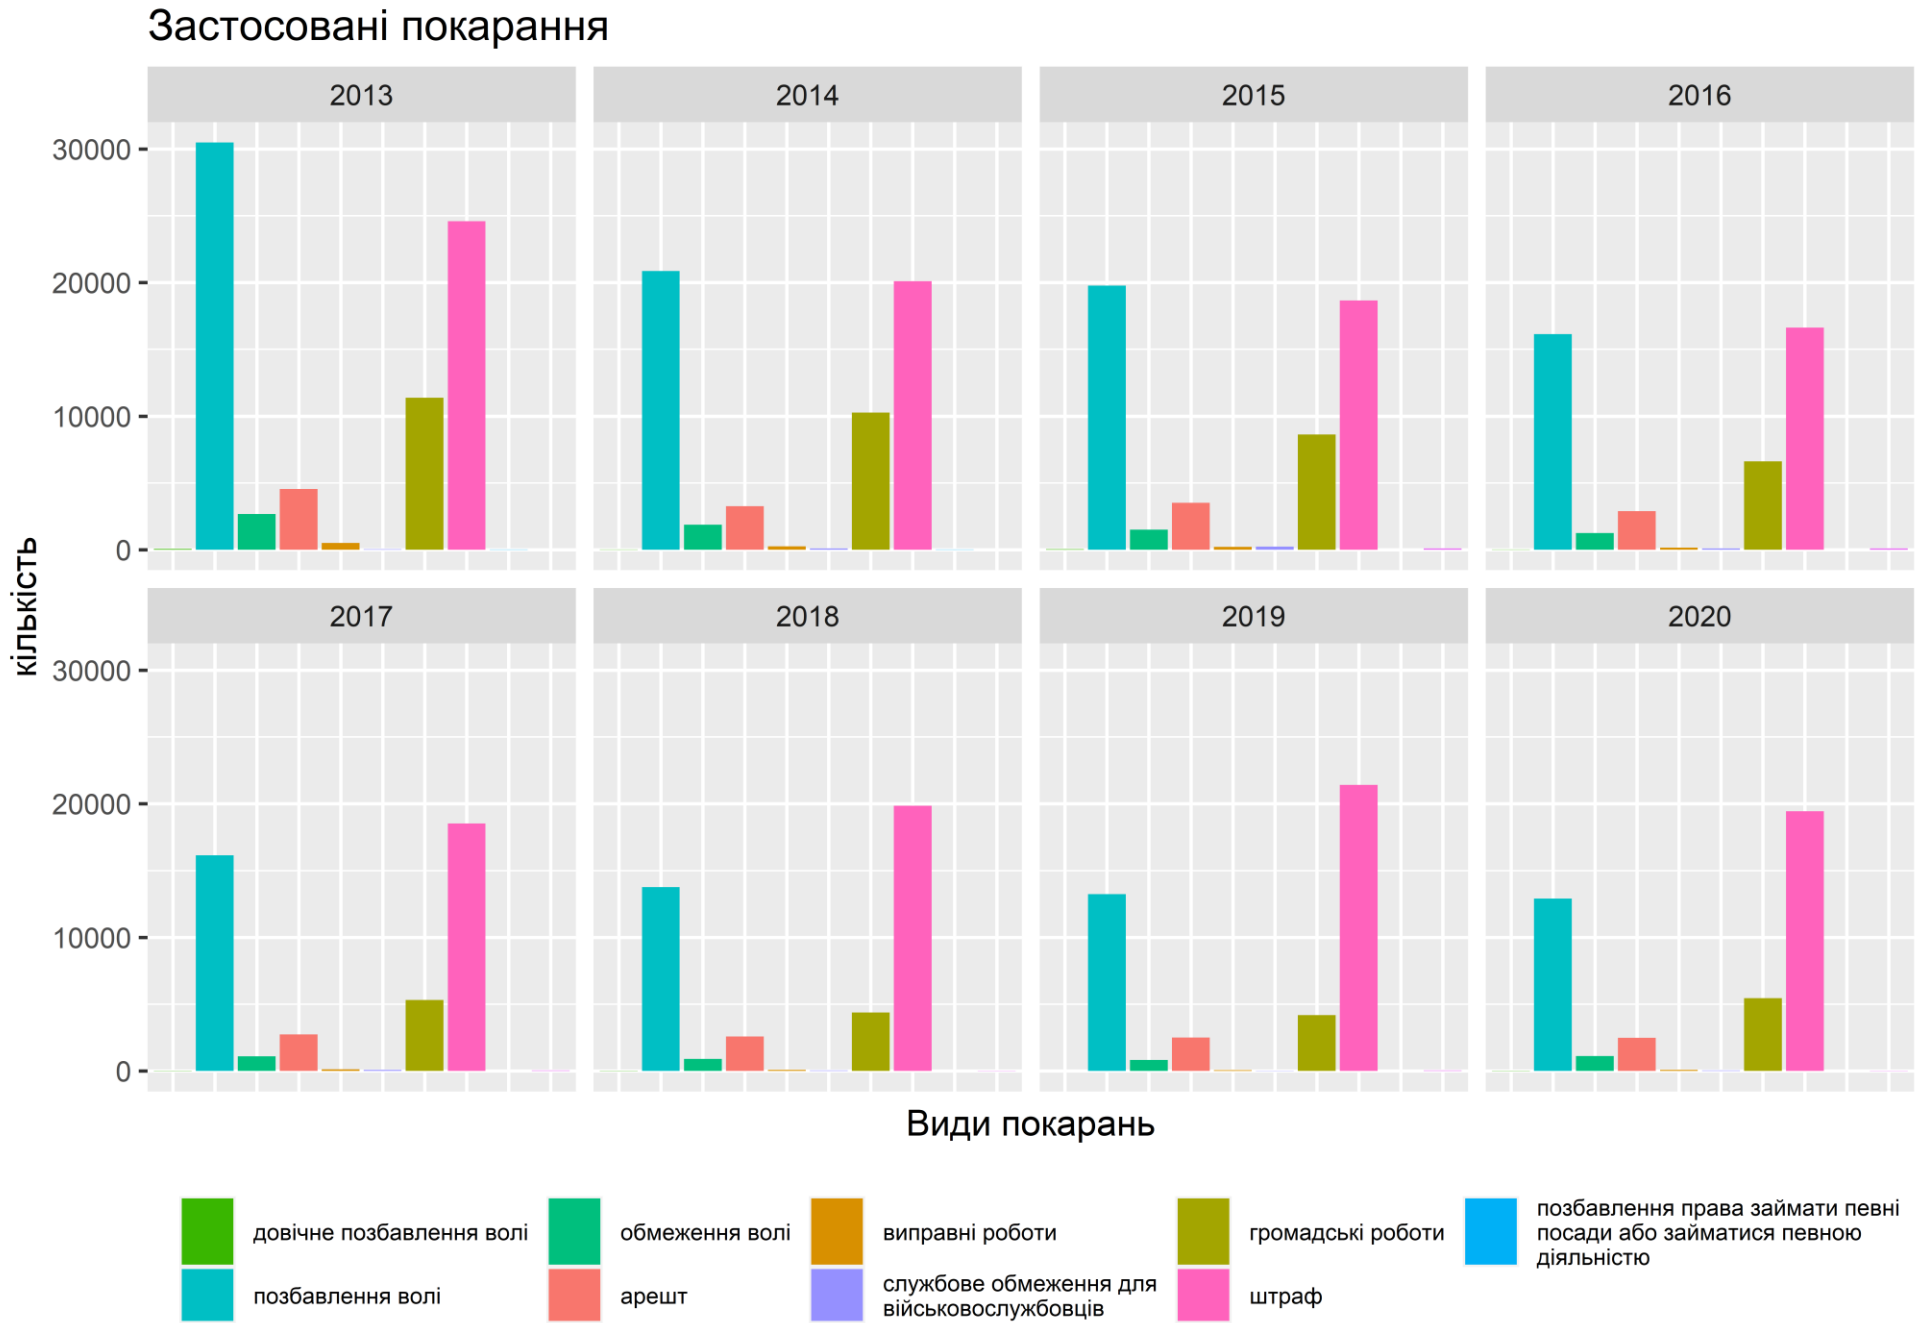 Застосовані покарання
2013
2014
2015
2016
30000
20000
10000
0
2017
2018
2019
2020
30000
20000
10000
0
кількість
Види покарань
довічне позбавлення волі
позбавлення волі
обмеження волі
арешт
виправні роботи
службове обмеження для
військовослужбовців
громадські роботи
штраф
позбавлення права займати певні
посади або займатися певною
діяльністю